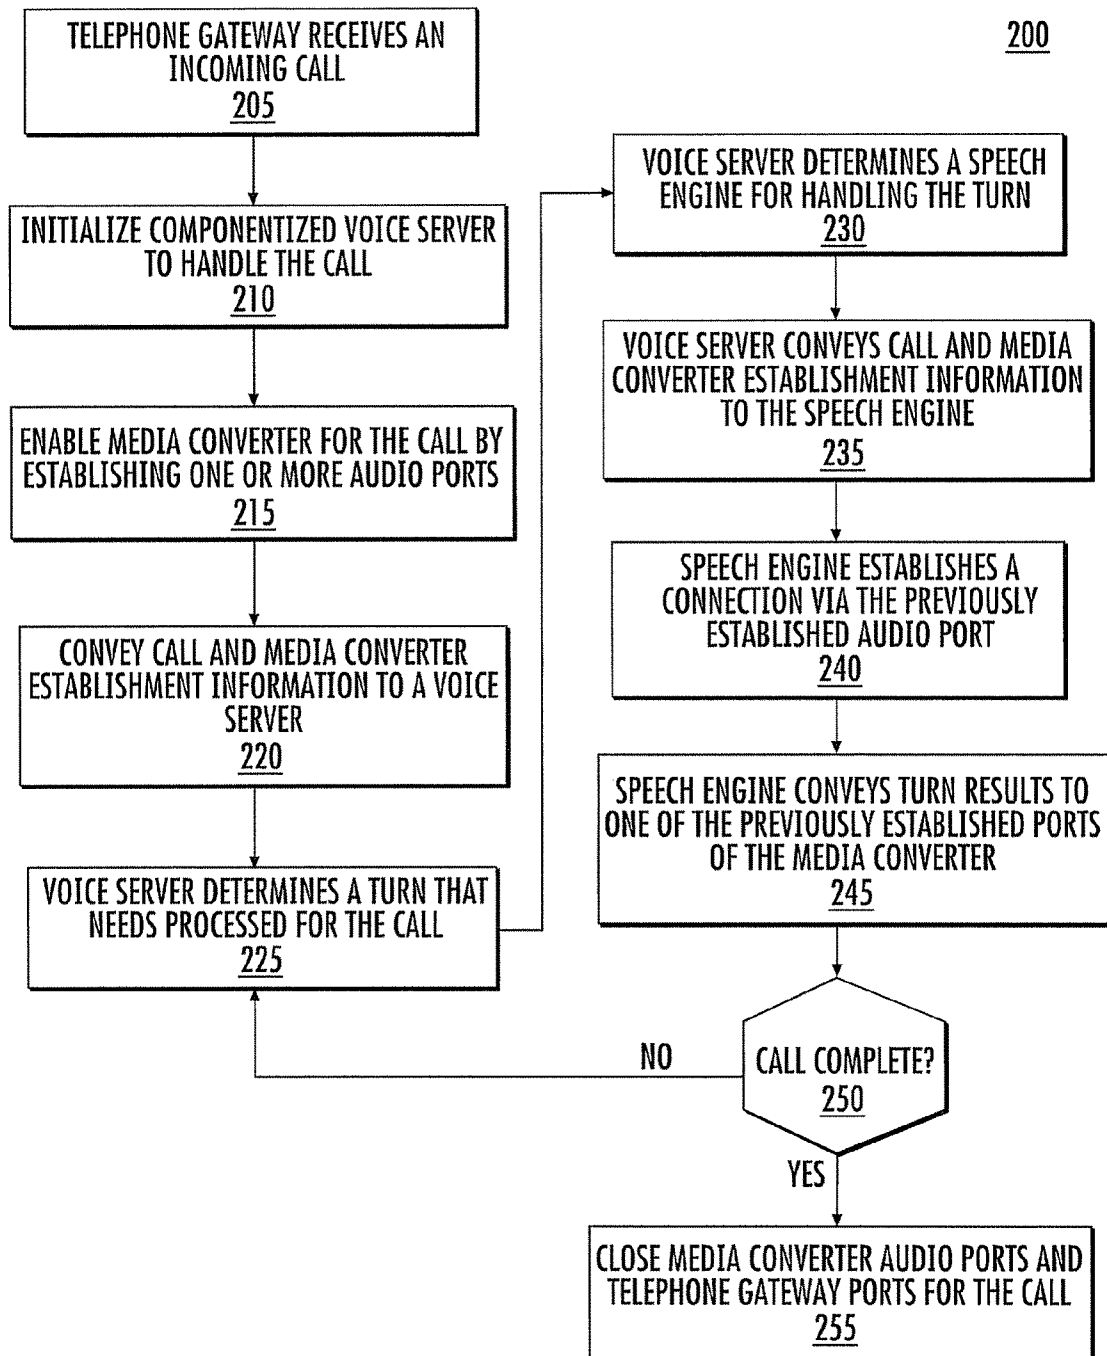 200
TELEPHONE GATEWAY RECEIVES AN
INCOMING CALL
205
INITIALIZE COMPONENTIZED VOICE SERVER
TO HANDLE THE CALL
210
ENABLE MEDIA CONVERTER FOR THE CALL BY
ESTABLISHING ONE OR MORE AUDIO PORTS
215
CONVEY CALL AND MEDIA CONVERTER
ESTABLISHMENT INFORMATION TO A VOICE
SERVER
220
VOICE SERVER DETERMINES A TURN THAT
NEEDS PROCESSED FOR THE CALL
225
VOICE SERVER DETERMINES A SPEECH
ENGINE FOR HANDLING THE TURN
230
VOICE SERVER CONVEYS CALL AND MEDIA
CONVERTER ESTABLISHMENT INFORMATION
TO THE SPEECH ENGINE
235
SPEECH ENGINE ESTABLISHES A
CONNECTION VIA THE PREVIOUSLY
ESTABLISHED AUDIO PORT
240
SPEECH ENGINE CONVEYS TURN RESULTS TO
ONE OF THE PREVIOUSLY ESTABLISHED PORTS
OF THE MEDIA CONVERTER
245
CALL COMPLETE?
250
NO
YES
CLOSE MEDIA CONVERTER AUDIO PORTS AND
TELEPHONE GATEWAY PORTS FOR THE CALL
255